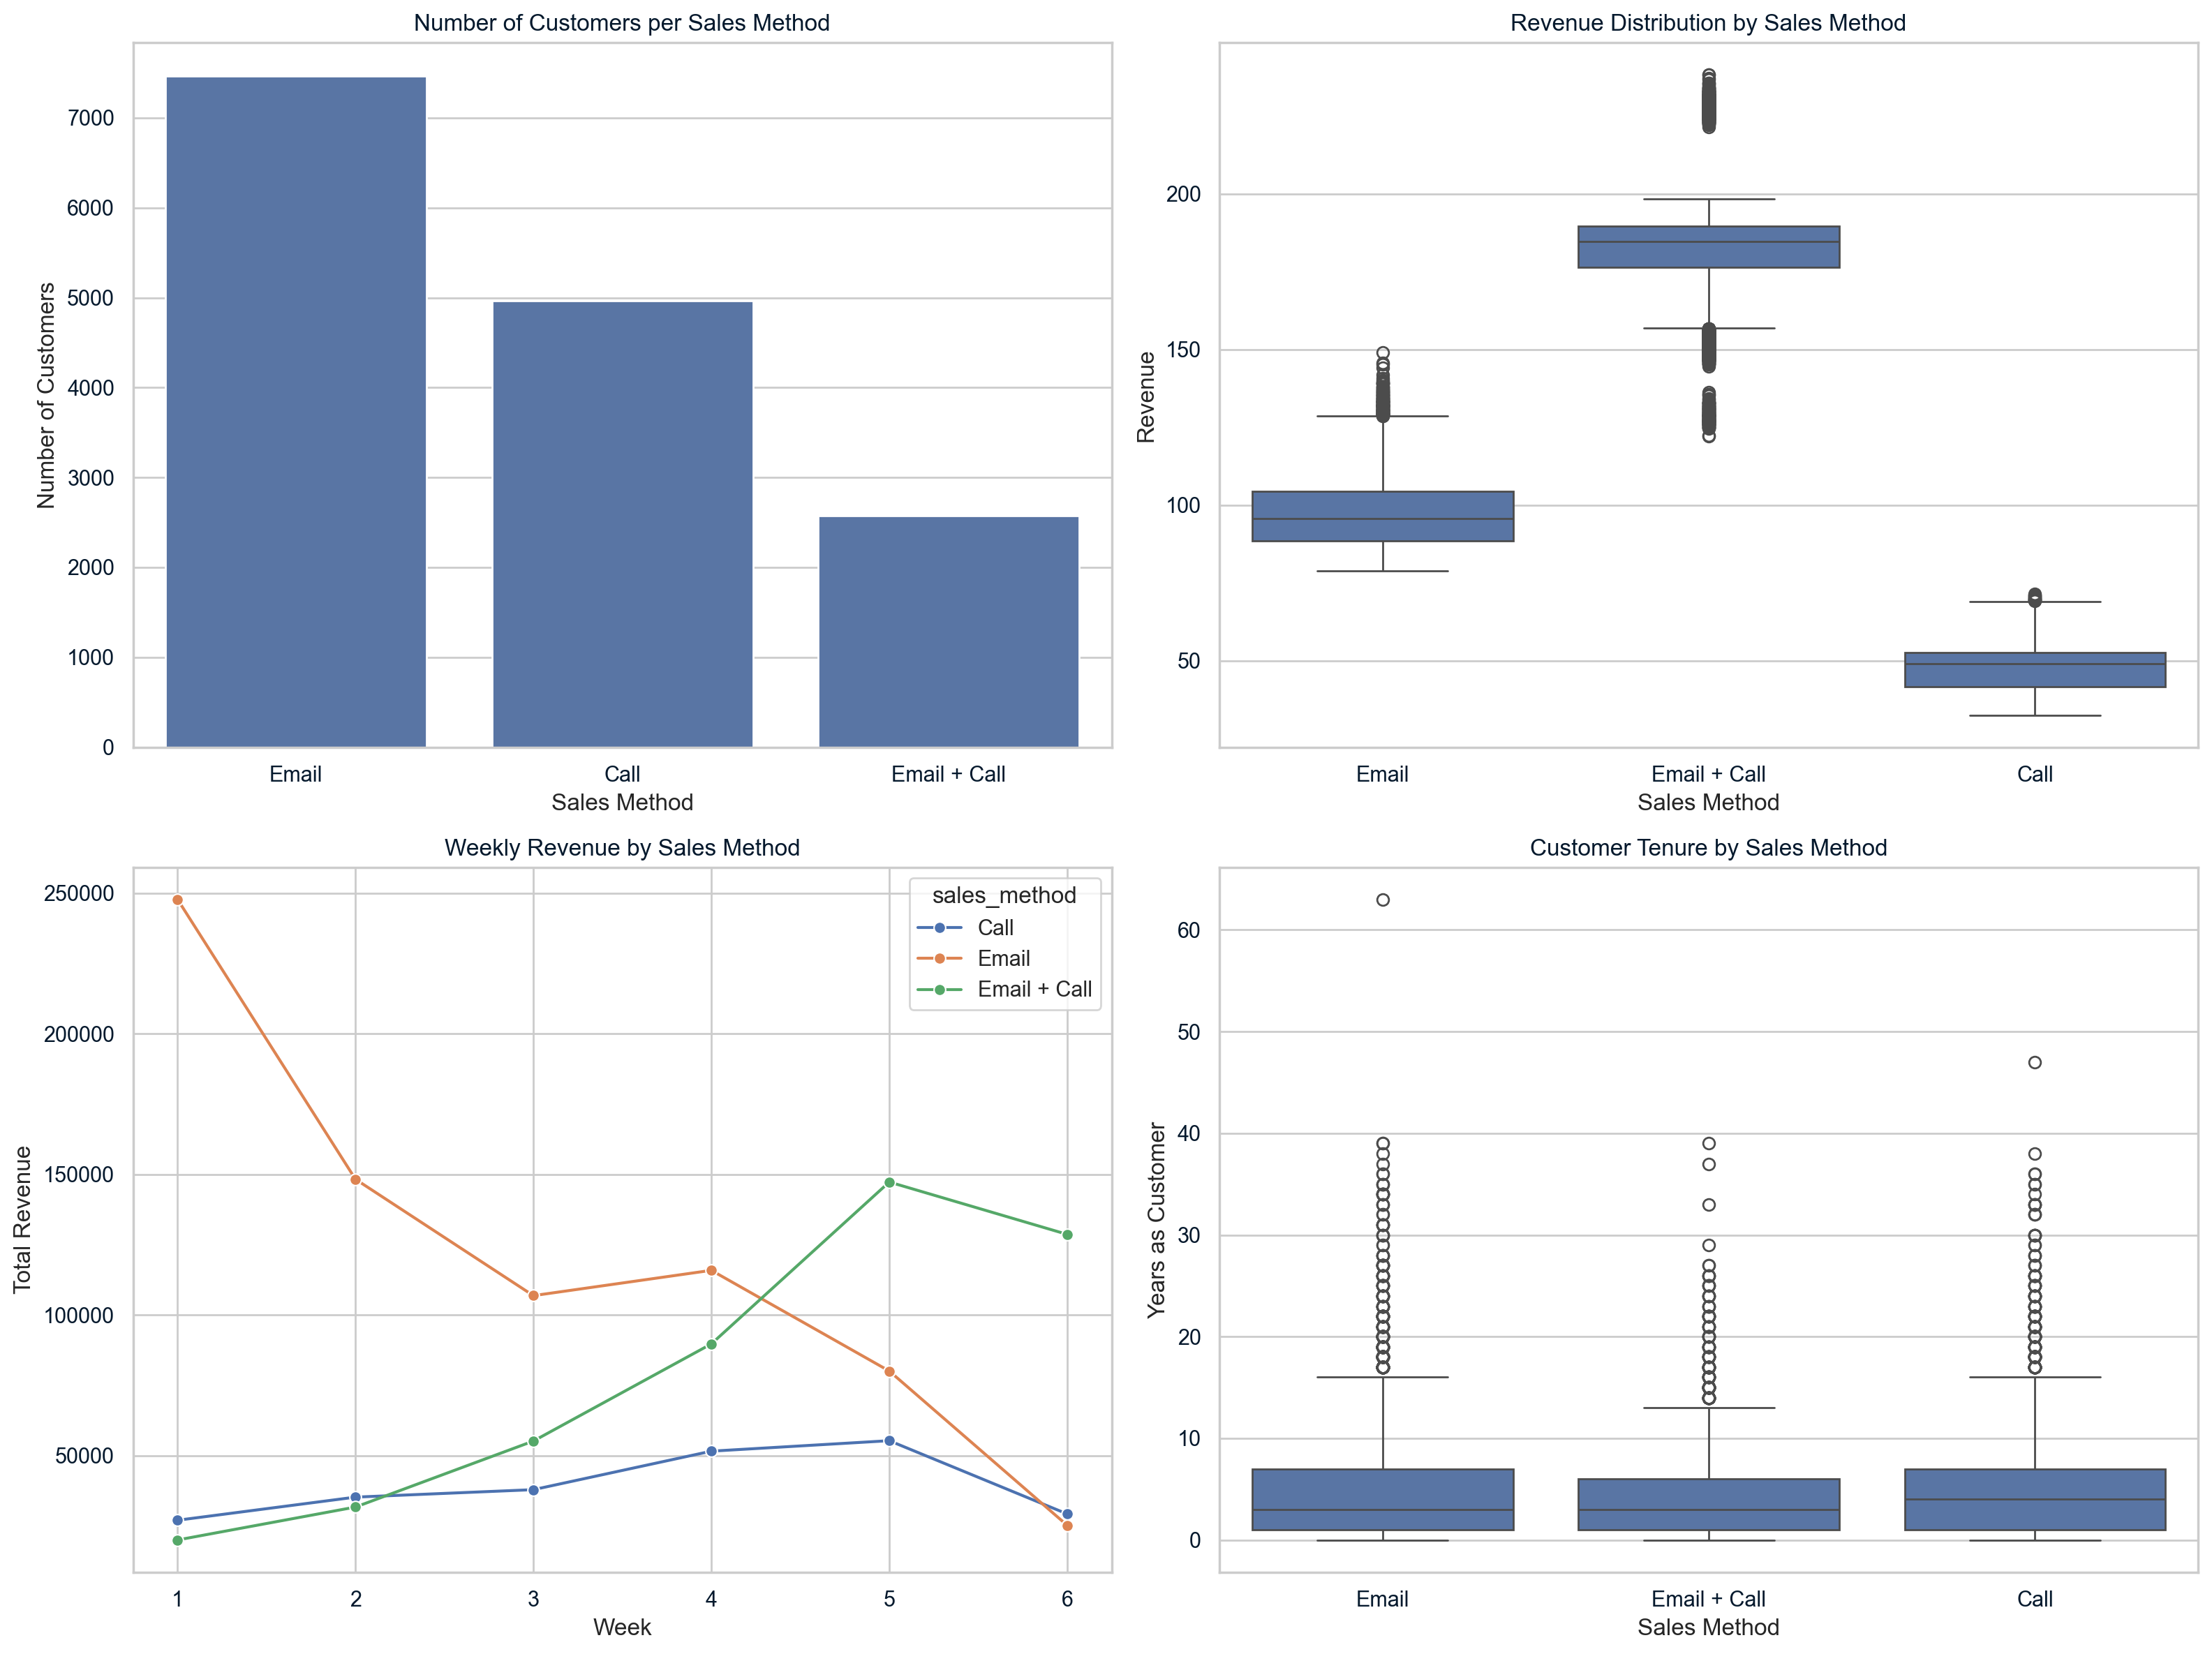 Number of Customers per Sales Method
Number of Customers
7000
6000
5000
4000
3000
2000
1000
0
Email
Call
Email + Call
Sales Method
Revenue Distribution by Sales Method
Revenue
200
150
100
50
Email
Email + Call
Call
Sales Method
Weekly Revenue by Sales Method
Total Revenue
250000
200000
150000
100000
50000
sales_method
Call
Email
Email + Call
1
2
3
4
5
6
Week
Customer Tenure by Sales Method
Years as Customer
60
50
40
30
20
10
0
Email
Email + Call
Call
Sales Method